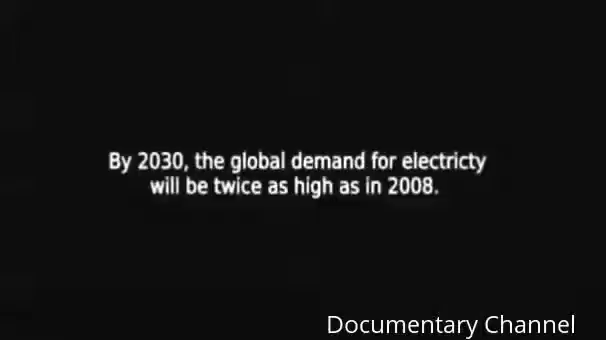 By 2030, the global demand for electricty
will be twice as high as in 2008.
Documentary Channel